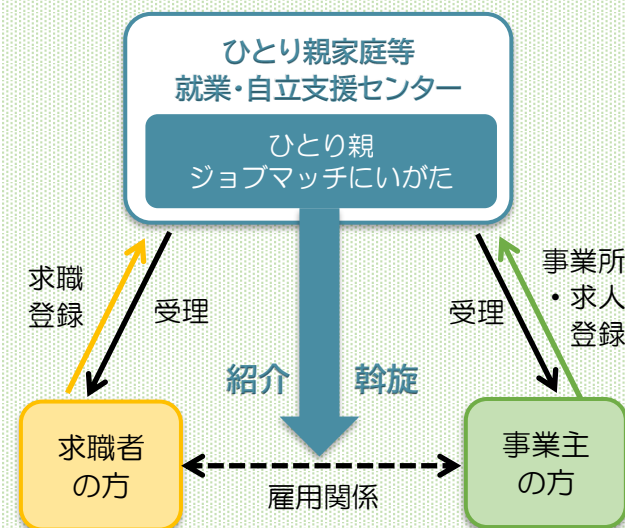 ひとり親家庭等
就業・自立支援センター
ひとり親
ジョブマッチにいがた
求職
登録
受理
受理
事業所
・求人
登録
紹介
斡旋
求職者
の方
雇用関係
事業主
の方